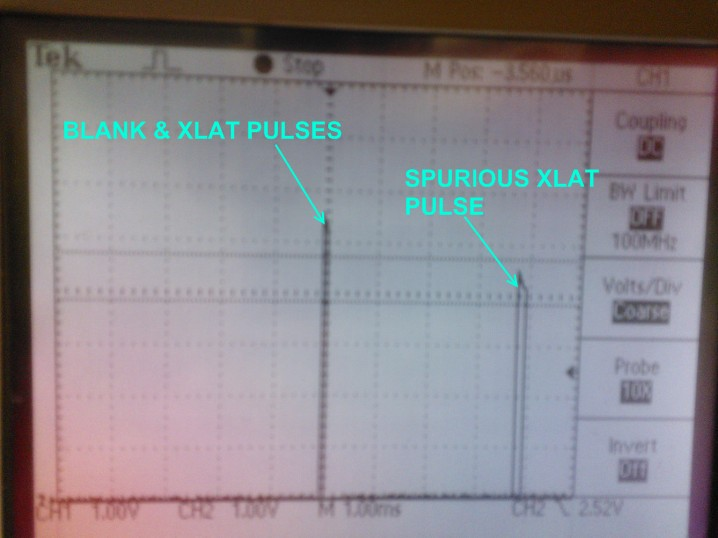 Tek Stop M Pos: -3.560us CH1
Coupling
DC
BW Limit
OFF
100MHz
Volts/Div
Coarse
Probe
10X
Invert
Off
BLANK & XLAT PULSES
SPURIOUS XLAT
PULSE
2
CH1 1.00V CH2 1.00V M 1.00ms CH2 2.52V